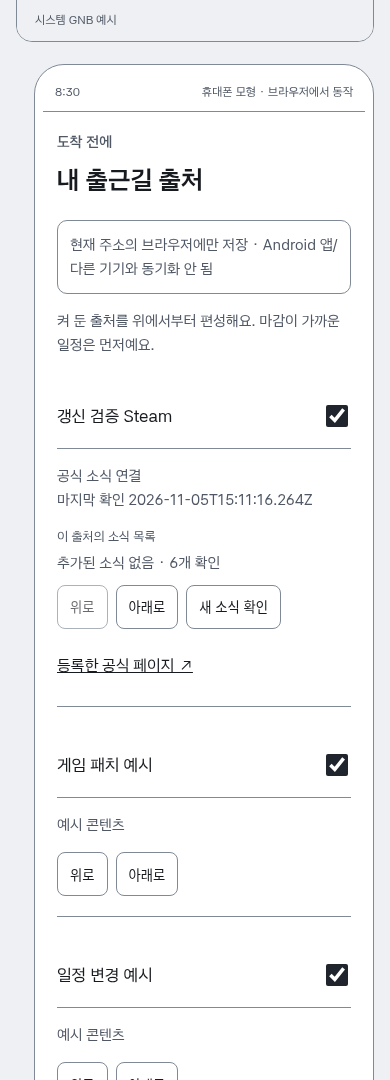 시스템 GNB 예시
8:30
휴대폰 모형 · 브라우저에서 동작
도착 전에
내 출근길 출처
현재 주소의 브라우저에만 저장 · Android 앱/
다른 기기와 동기화 안 됨
켜 둔 출처를 위에서부터 편성해요. 마감이 가까운
일정은 먼저예요.
갱신 검증 Steam
공식 소식 연결
마지막 확인 2026-11-05T15:11:16.264Z
이 출처의 소식 목록
추가된 소식 없음 · 6개 확인
위로
아래로
새 소식 확인
등록한 공식 페이지 ↗
게임 패치 예시
예시 콘텐츠
위로
아래로
일정 변경 예시
예시 콘텐츠